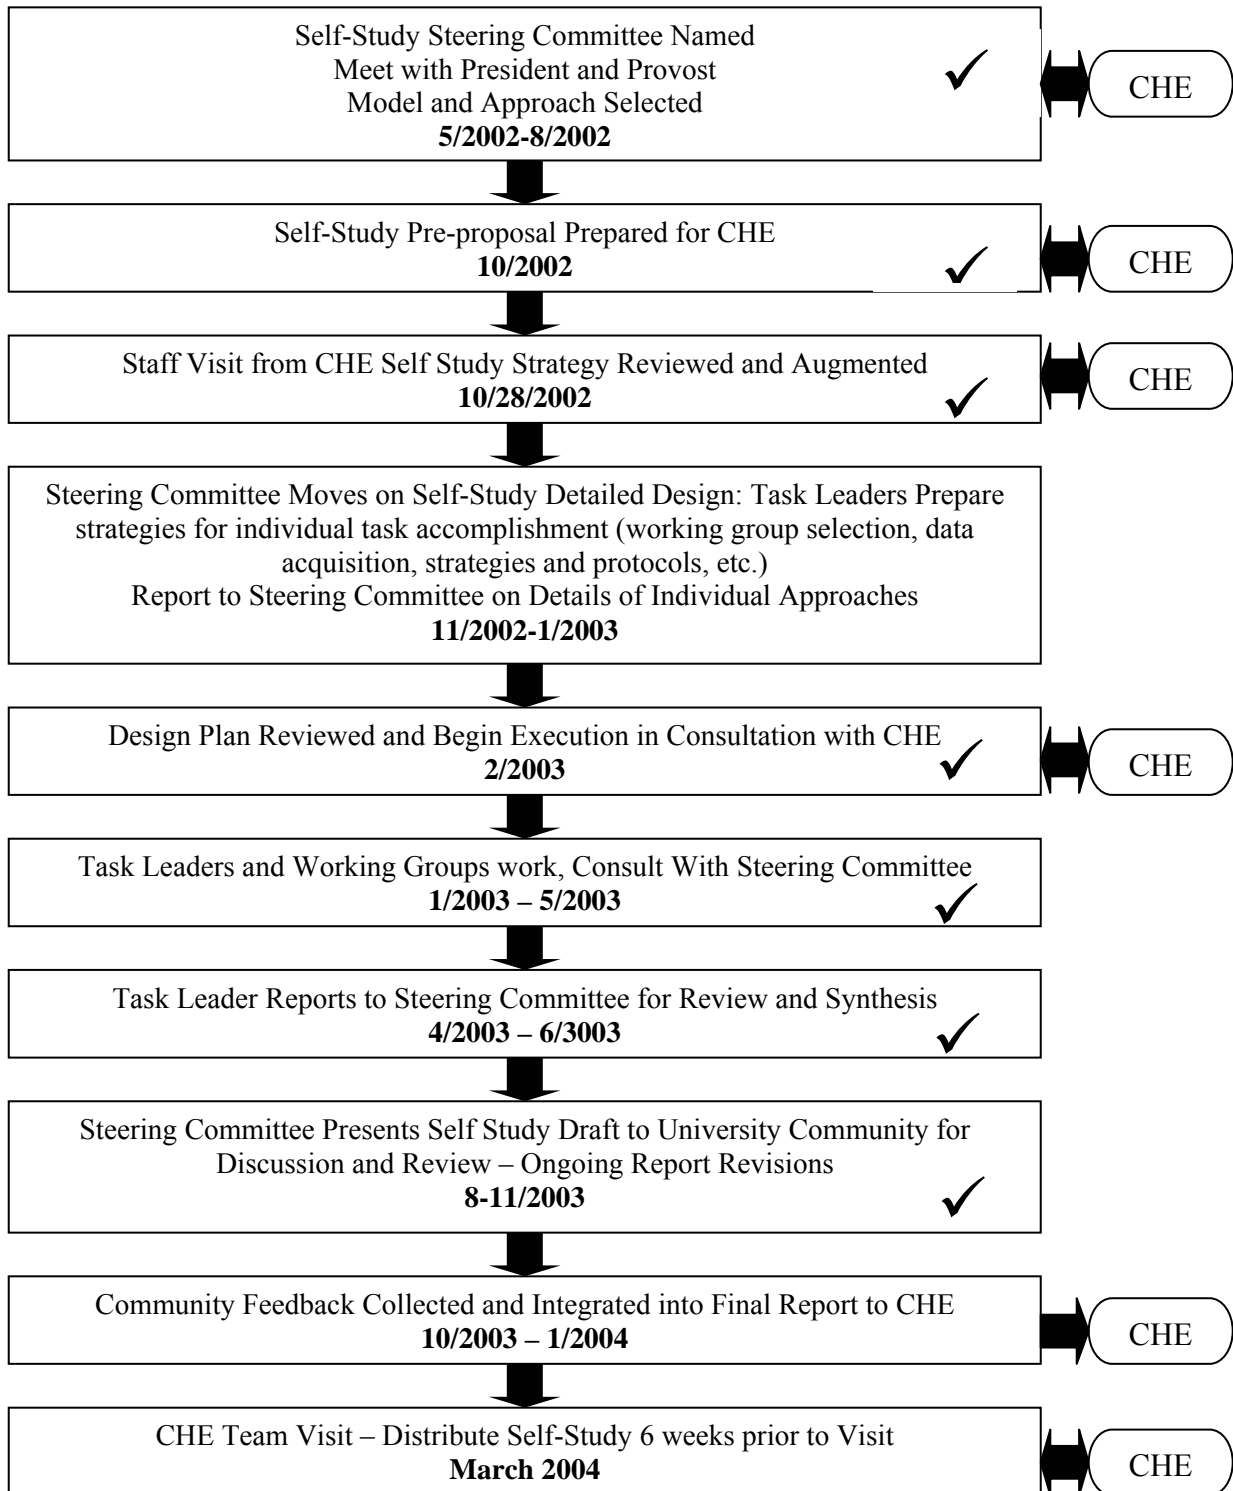 Self-Study Steering Committee Named
Meet with President and Provost
Model and Approach Selected
5/2002-8/2002
CHE
Self-Study Pre-proposal Prepared for CHE
10/2002
CHE
Staff Visit from CHE Self Study Strategy Reviewed and Augmented
10/28/2002
CHE
Steering Committee Moves on Self-Study Detailed Design: Task Leaders Prepare
strategies for individual task accomplishment (working group selection, data
acquisition, strategies and protocols, etc.)
Report to Steering Committee on Details of Individual Approaches
11/2002-1/2003
Design Plan Reviewed and Begin Execution in Consultation with CHE
2/2003
CHE
Task Leaders and Working Groups work, Consult With Steering Committee
1/2003 – 5/2003
Task Leader Reports to Steering Committee for Review and Synthesis
4/2003 – 6/3003
Steering Committee Presents Self Study Draft to University Community for
Discussion and Review – Ongoing Report Revisions
8-11/2003
Community Feedback Collected and Integrated into Final Report to CHE
10/2003 – 1/2004
CHE
CHE Team Visit – Distribute Self-Study 6 weeks prior to Visit
March 2004
CHE